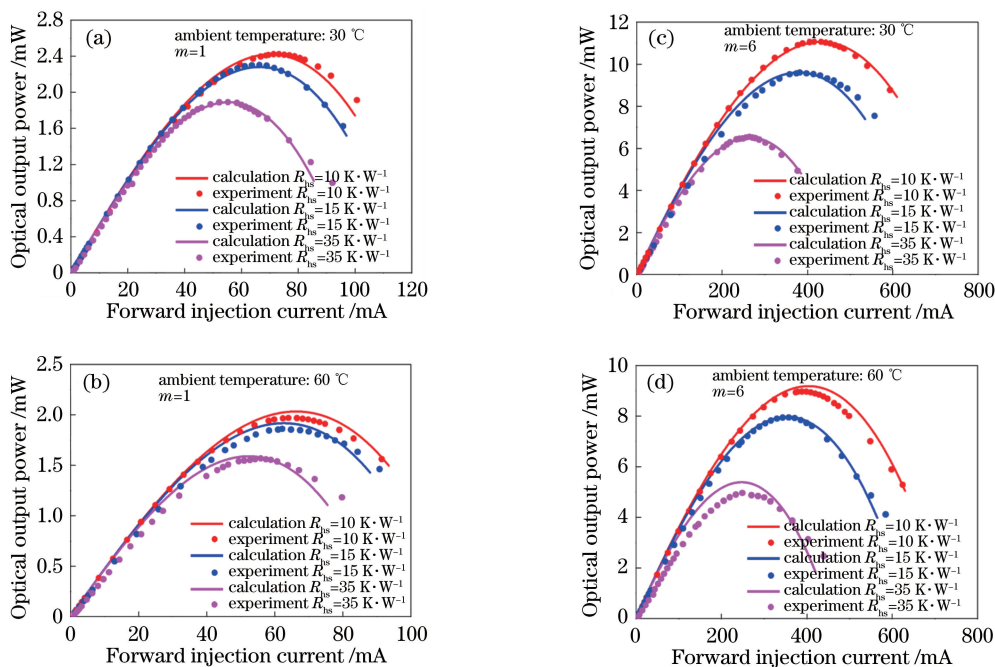 (a)
ambient temperature: 30 ℃
m=1
Optical output power /mW
2.8
2.4
2.0
1.6
1.2
0.8
0.4
0
calculation Rhs=10 K·W⁻¹
experiment Rhs=10 K·W⁻¹
calculation Rhs=15 K·W⁻¹
experiment Rhs=15 K·W⁻¹
calculation Rhs=35 K·W⁻¹
experiment Rhs=35 K·W⁻¹
0 20 40 60 80 100 120
Forward injection current /mA
(c)
ambient temperature: 30 ℃
m=6
Optical output power /mW
12
10
8
6
4
2
0
calculation Rhs=10 K·W⁻¹
experiment Rhs=10 K·W⁻¹
calculation Rhs=15 K·W⁻¹
experiment Rhs=15 K·W⁻¹
calculation Rhs=35 K·W⁻¹
experiment Rhs=35 K·W⁻¹
0 200 400 600 800
Forward injection current /mA
(b)
ambient temperature: 60 ℃
m=1
Optical output power /mW
2.5
2.0
1.5
1.0
0.5
0
calculation Rhs=10 K·W⁻¹
experiment Rhs=10 K·W⁻¹
calculation Rhs=15 K·W⁻¹
experiment Rhs=15 K·W⁻¹
calculation Rhs=35 K·W⁻¹
experiment Rhs=35 K·W⁻¹
0 20 40 60 80 100
Forward injection current /mA
(d)
ambient temperature: 60 ℃
m=6
Optical output power /mW
10
8
6
4
2
0
calculation Rhs=10 K·W⁻¹
experiment Rhs=10 K·W⁻¹
calculation Rhs=15 K·W⁻¹
experiment Rhs=15 K·W⁻¹
calculation Rhs=35 K·W⁻¹
experiment Rhs=35 K·W⁻¹
0 200 400 600 800
Forward injection current /mA